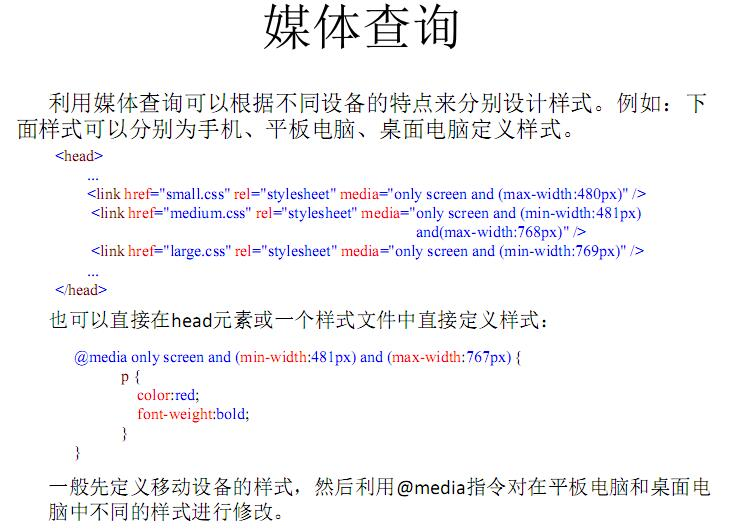 媒体查询
利用媒体查询可以根据不同设备的特点来分别设计样式。例如：下
面样式可以分别为手机、平板电脑、桌面电脑定义样式。
<head>
...
<link href="small.css" rel="stylesheet" media="only screen and (max-width:480px)" />
<link href="medium.css" rel="stylesheet" media="only screen and (min-width:481px)
and(max-width:768px)" />
<link href="large.css" rel="stylesheet" media="only screen and (min-width:769px)" />
...
</head>
也可以直接在head元素或一个样式文件中直接定义样式：
@media only screen and (min-width:481px) and (max-width:767px) {
p {
color:red;
font-weight:bold;
}
}
一般先定义移动设备的样式，然后利用@media指令对在平板电脑和桌面电
脑中不同的样式进行修改。